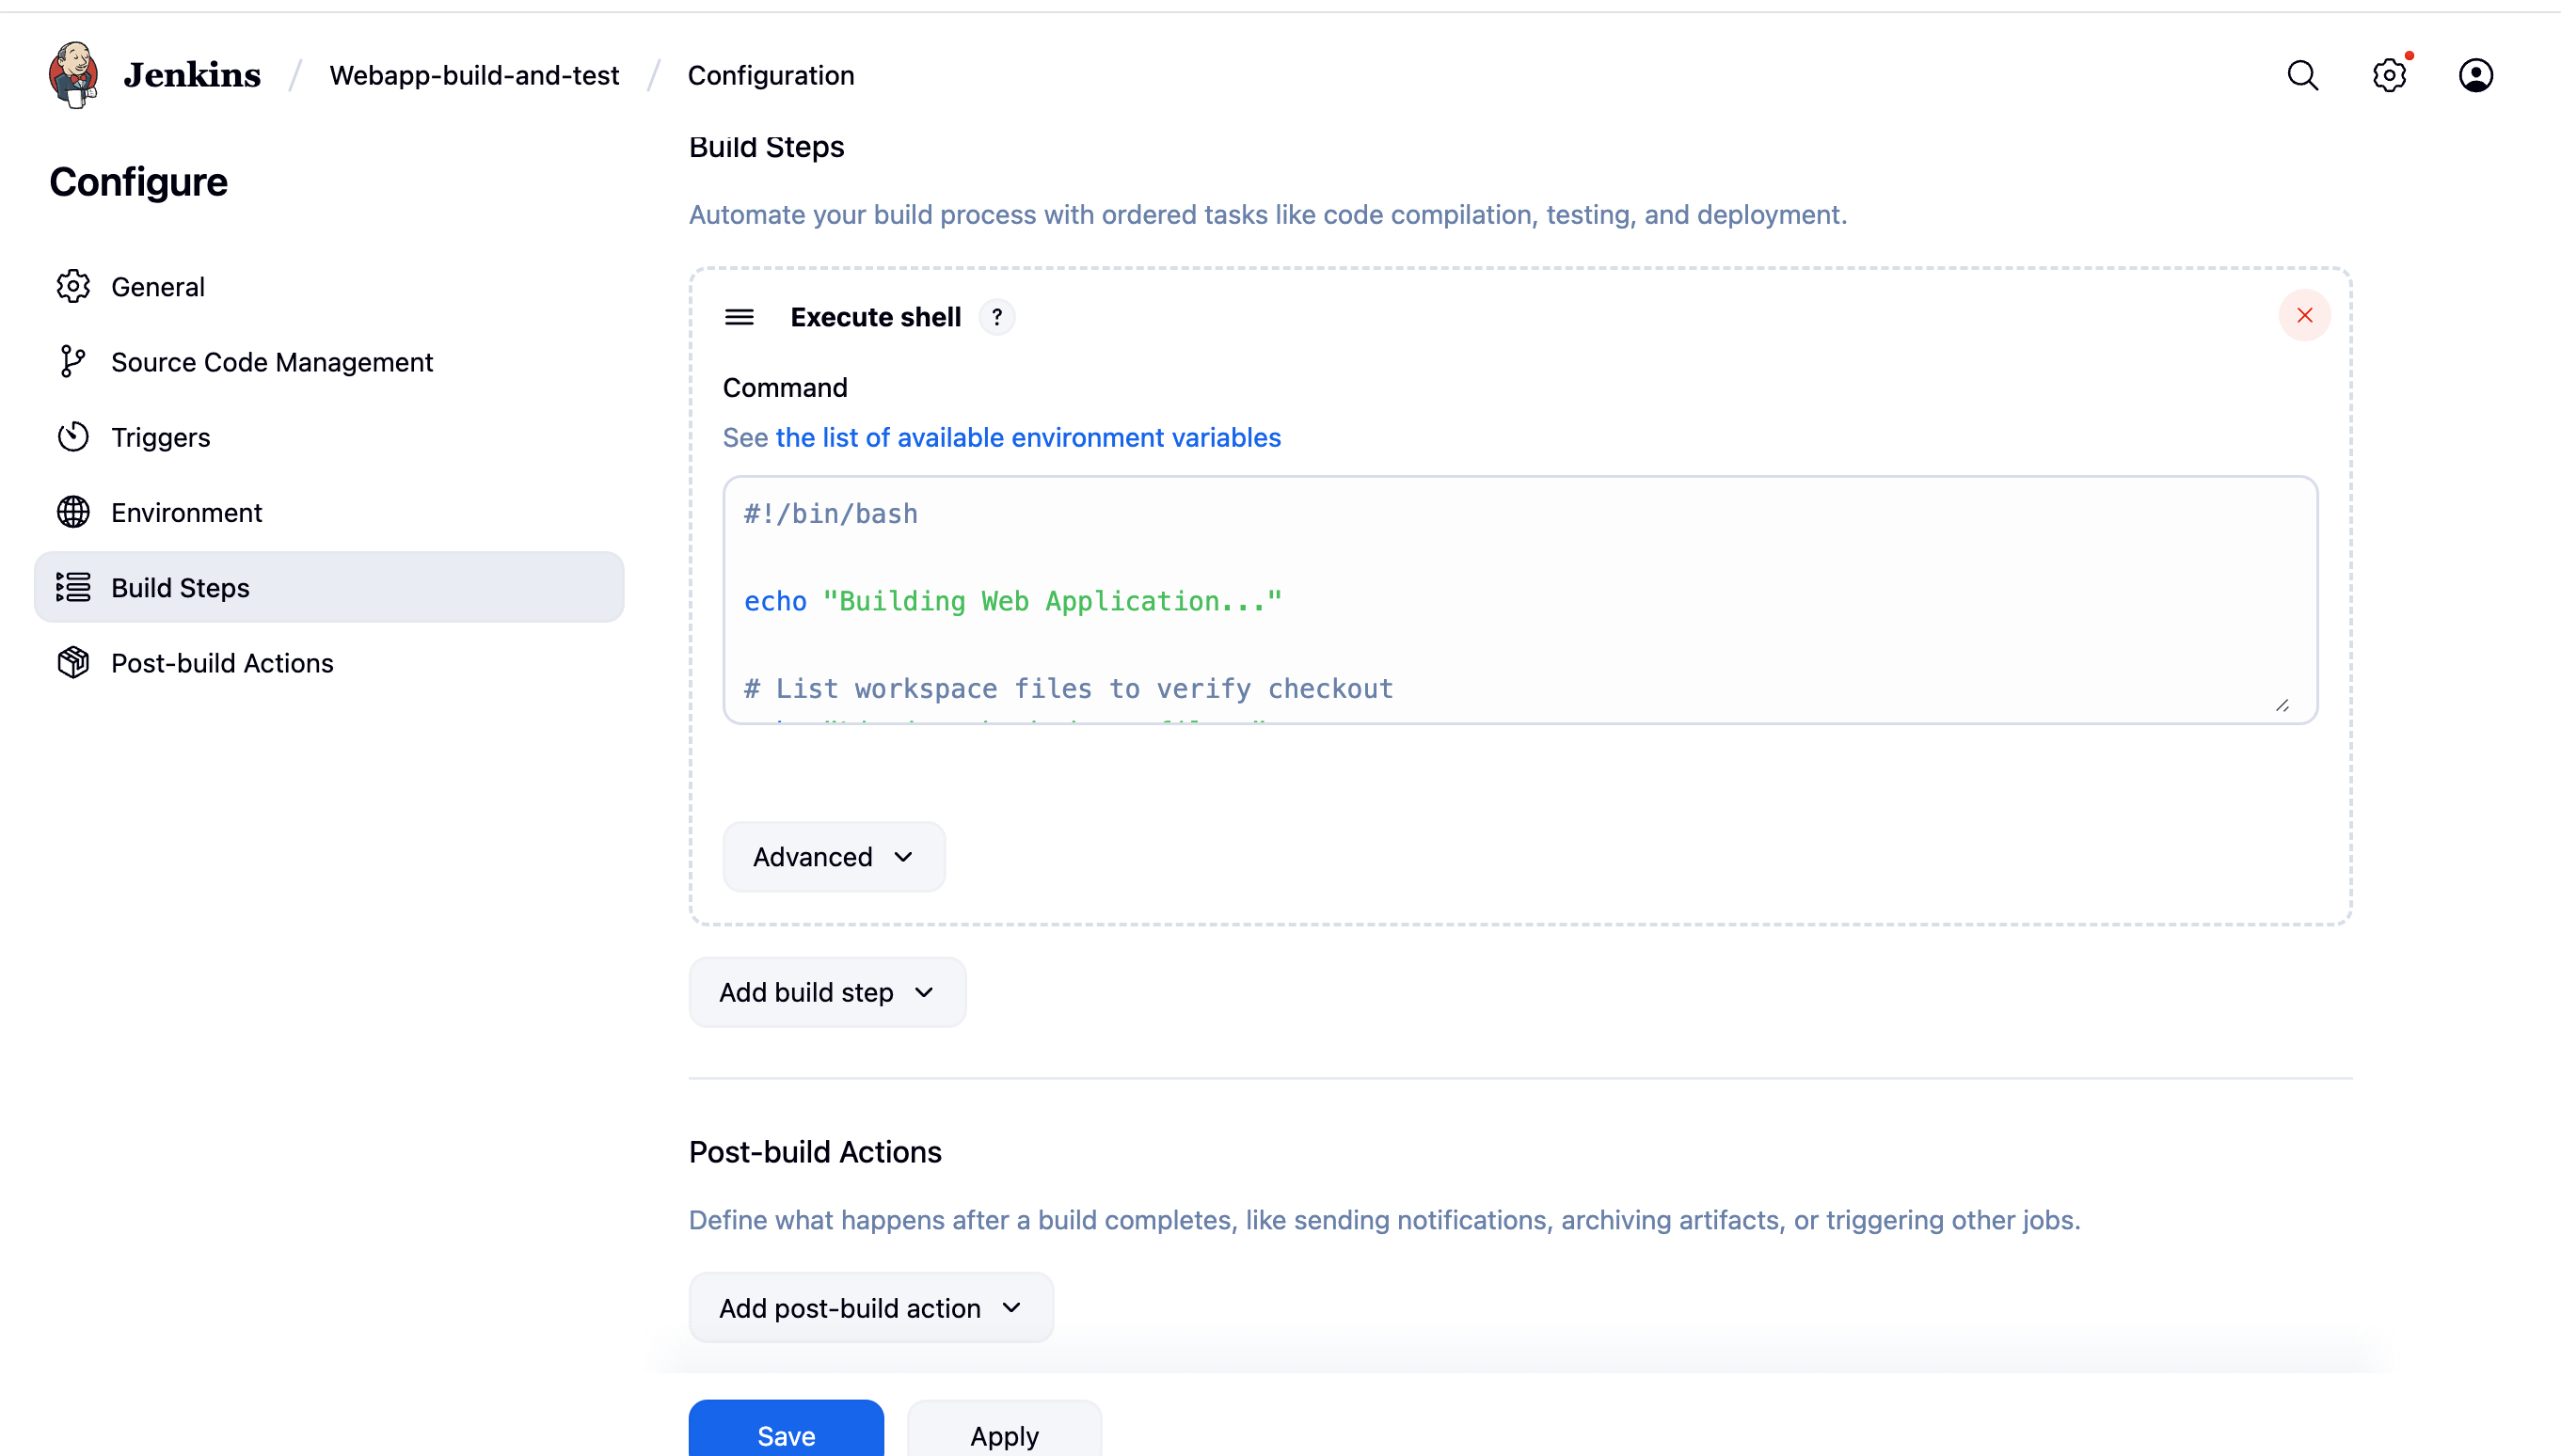 Jenkins / Webapp-build-and-test / Configuration
Configure
General
Source Code Management
Triggers
Environment
Build Steps
Post-build Actions
Build Steps
Automate your build process with ordered tasks like code compilation, testing, and deployment.
Execute shell ?
Command
See the list of available environment variables
#!/bin/bash
echo "Building Web Application..."
# List workspace files to verify checkout
Advanced
Add build step
Post-build Actions
Define what happens after a build completes, like sending notifications, archiving artifacts, or triggering other jobs.
Add post-build action
Save
Apply